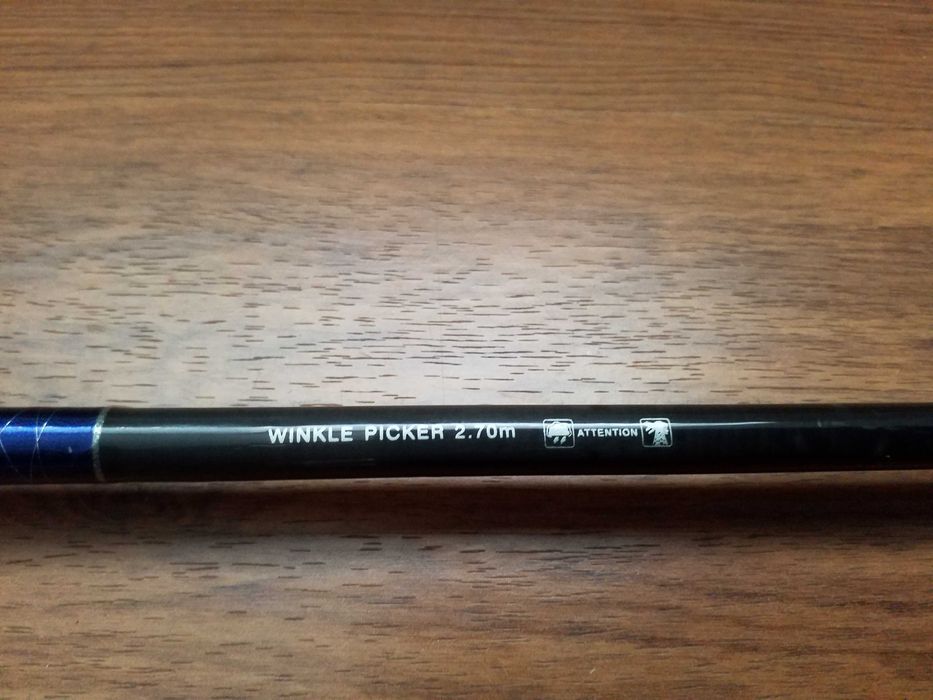 WINKLE PICKER 2.70m ATTENTION